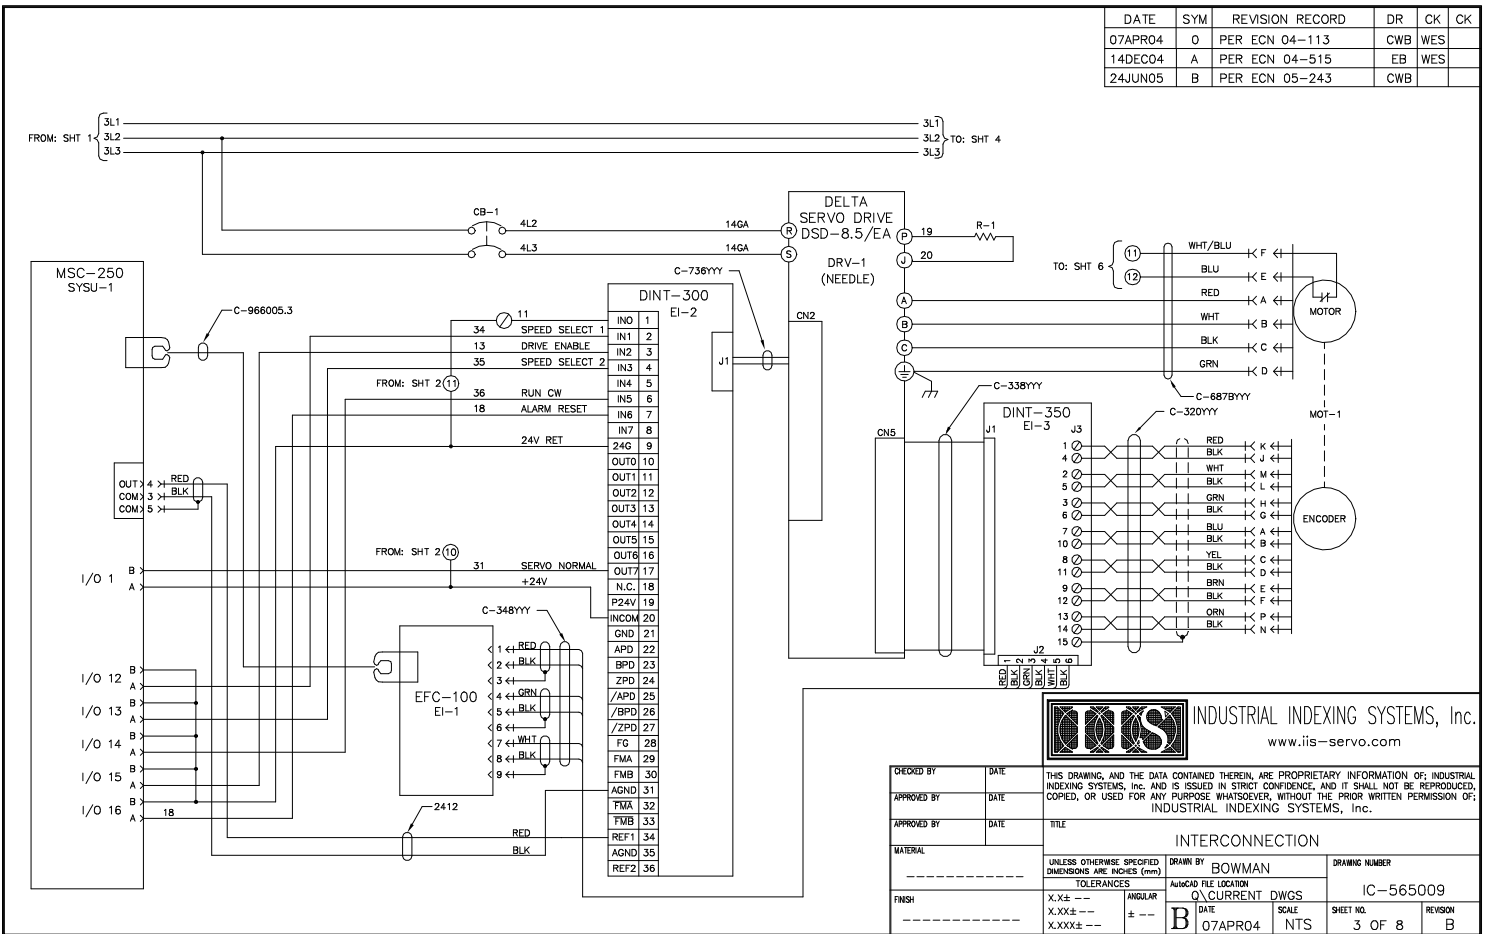 DATE SYM REVISION RECORD DR CK CK
07APR04 0 PER ECN 04-113 CWB WES
14DEC04 A PER ECN 04-515 EB WES
24JUN05 B PER ECN 05-243 CWB
FROM: SHT 1
3L1
3L2
3L3
3L1
3L2
3L3
TO: SHT 4
CB-1
4L2
4L3
14GA
14GA
R
S
DELTA
SERVO DRIVE
DSD-8.5/EA
DRV-1
(NEEDLE)
P
J
A
B
C
19
20
R-1
CN2
CN5
TO: SHT 6
11
12
WHT/BLU F
BLU E
RED A
WHT B
BLK C
GRN D
MOTOR
C-687BYYY
MOT-1
ENCODER
MSC-250
SYSU-1
C-966005.3
OUT 4 RED
COM 3 BLK
COM 5
I/O 1 B A
I/O 12 B A
I/O 13 B A
I/O 14 B A
I/O 15 B A
I/O 16 B A
18
11
34 SPEED SELECT 1
13 DRIVE ENABLE
35 SPEED SELECT 2
FROM: SHT 2 11
36 RUN CW
18 ALARM RESET
24V RET
FROM: SHT 2 10
31 SERVO NORMAL
+24V
C-736YYY
DINT-300
EI-2
J1
IN0 1
IN1 2
IN2 3
IN3 4
IN4 5
IN5 6
IN6 7
IN7 8
24G 9
OUT0 10
OUT1 11
OUT2 12
OUT3 13
OUT4 14
OUT5 15
OUT6 16
OUT7 17
N.C. 18
P24V 19
INCOM 20
GND 21
APD 22
BPD 23
ZPD 24
/APD 25
/BPD 26
/ZPD 27
FG 28
FMA 29
FMB 30
AGND 31
FMA 32
FMB 33
REF1 34
AGND 35
REF2 36
C-348YYY
EFC-100
EI-1
1 RED
2 BLK
3
4 GRN
5 BLK
6
7 WHT
8 BLK
9
2412
RED
BLK
C-338YYY
DINT-350
EI-3
J1
J3
C-320YYY
1 RED K
4 BLK J
2 WHT M
5 BLK L
3 GRN H
6 BLK G
7 BLU A
10 BLK B
8 YEL C
11 BLK D
9 BRN E
12 BLK F
13 ORN P
14 BLK N
15
J2
1 2 3 4 5 6
RED BLK GRN BLK WHT BLK
IIS
INDUSTRIAL INDEXING SYSTEMS, Inc.
www.iis-servo.com
CHECKED BY DATE
APPROVED BY DATE
APPROVED BY DATE
MATERIAL
FINISH
THIS DRAWING, AND THE DATA CONTAINED THEREIN, ARE PROPRIETARY INFORMATION OF; INDUSTRIAL
INDEXING SYSTEMS, Inc. AND IS ISSUED IN STRICT CONFIDENCE, AND IT SHALL NOT BE REPRODUCED,
COPIED, OR USED FOR ANY PURPOSE WHATSOEVER, WITHOUT THE PRIOR WRITTEN PERMISSION OF;
INDUSTRIAL INDEXING SYSTEMS, Inc.
TITLE
INTERCONNECTION
UNLESS OTHERWISE SPECIFIED
DIMENSIONS ARE INCHES (mm)
TOLERANCES
X.X± --
X.XX± --
X.XXX± --
ANGULAR
± --
DRAWN BY
BOWMAN
AutoCAD FILE LOCATION
Q\CURRENT DWGS
DRAWING NUMBER
IC-565009
B
DATE
07APR04
SCALE
NTS
SHEET NO.
3 OF 8
REVISION
B